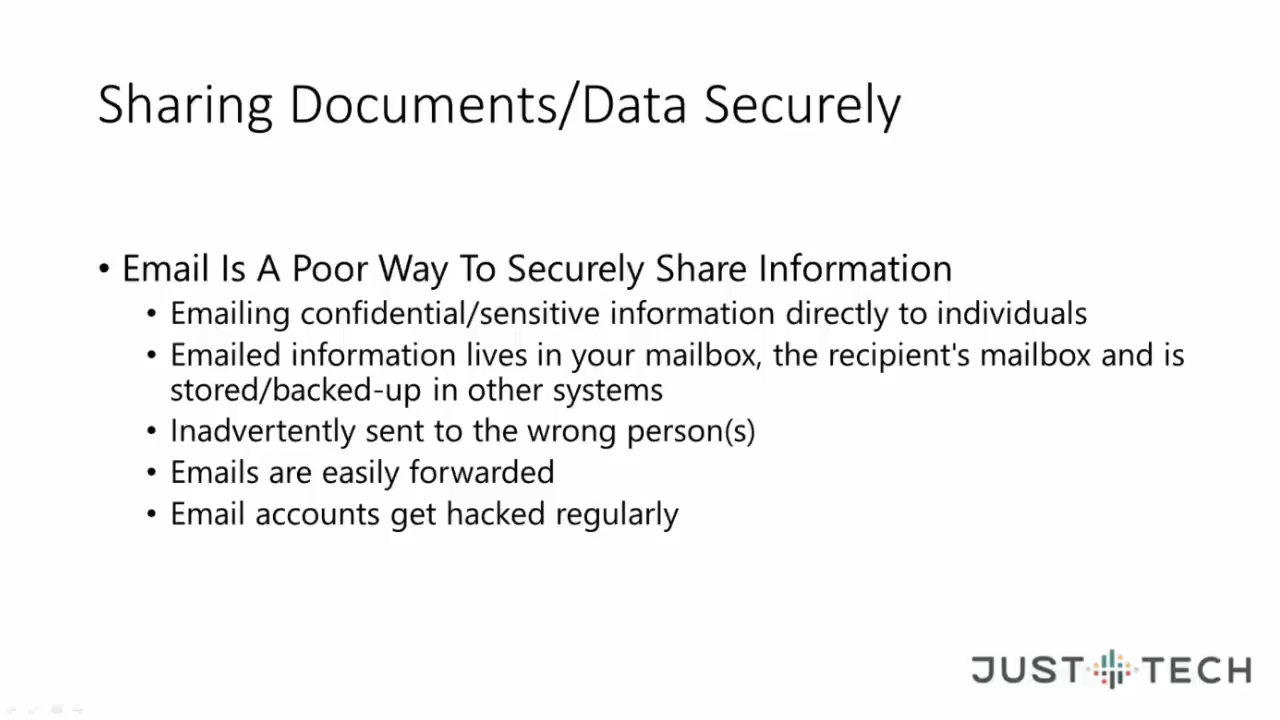 Sharing Documents/Data Securely
• Email Is A Poor Way To Securely Share Information
• Emailing confidential/sensitive information directly to individuals
• Emailed information lives in your mailbox, the recipient's mailbox and is
stored/backed-up in other systems
• Inadvertently sent to the wrong person(s)
• Emails are easily forwarded
• Email accounts get hacked regularly
JUST TECH